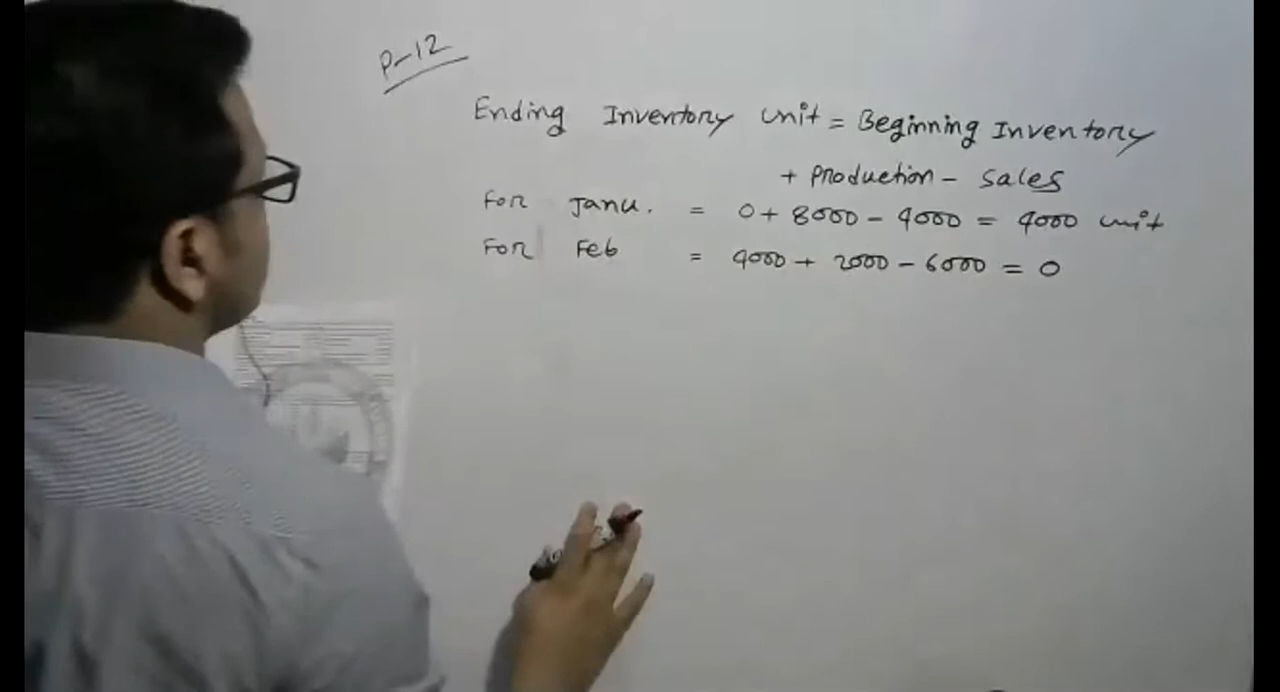 P-12
Ending Inventory unit = Beginning Inventory
+ Production - Sales
For Janu. = 0 + 8000 - 4000 = 4000 unit
For Feb = 4000 + 2000 - 6000 = 0